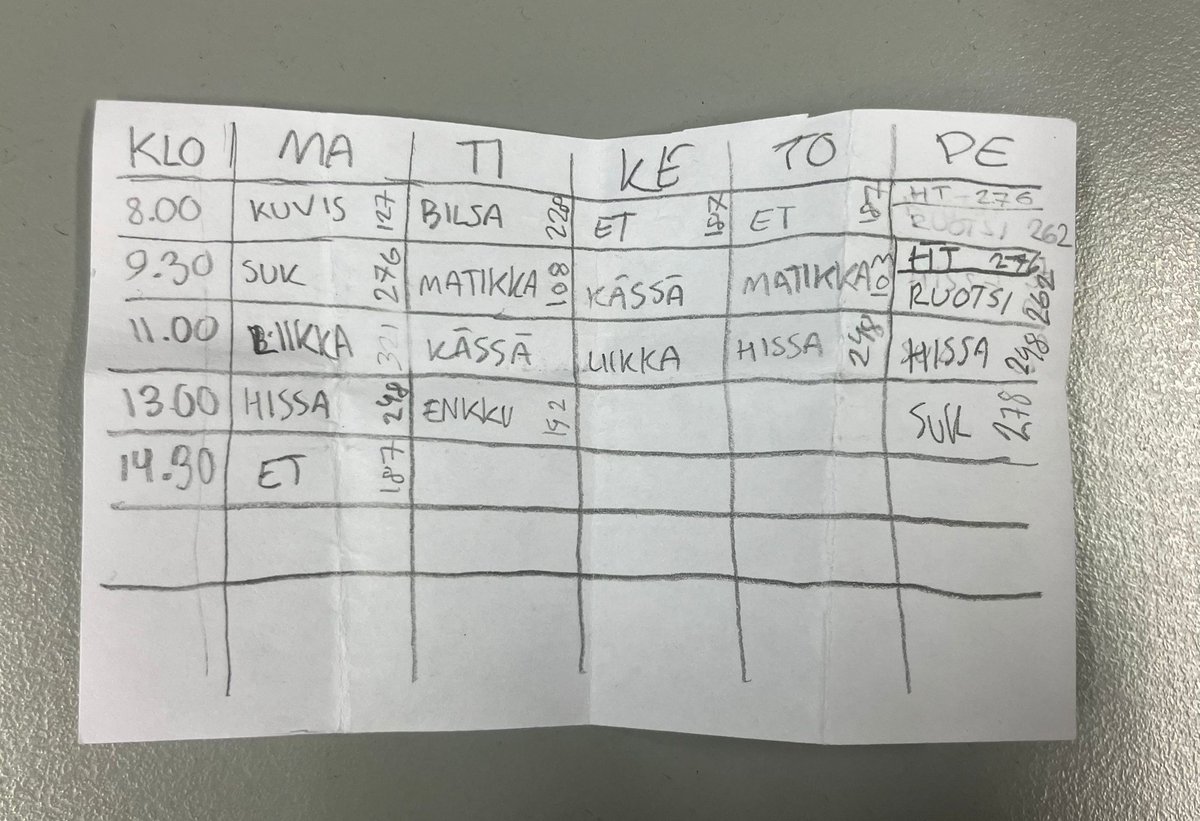 KLO MA TI KE TO PE
8.00 KUVIS 127 BILSA 228 ET 187 ET 187 HT - 276
RUOTSI 262
9.30 SUK 276 MATIKKA 108 KÄSSÄ MATIKKA HT 276
RUOTSI 262
11.00 LIIKKA 321 KÄSSÄ LIIKKA HISSA 248 HISSA 248
13.00 HISSA 248 ENKKU 192 SUK 278
14.30 ET 187